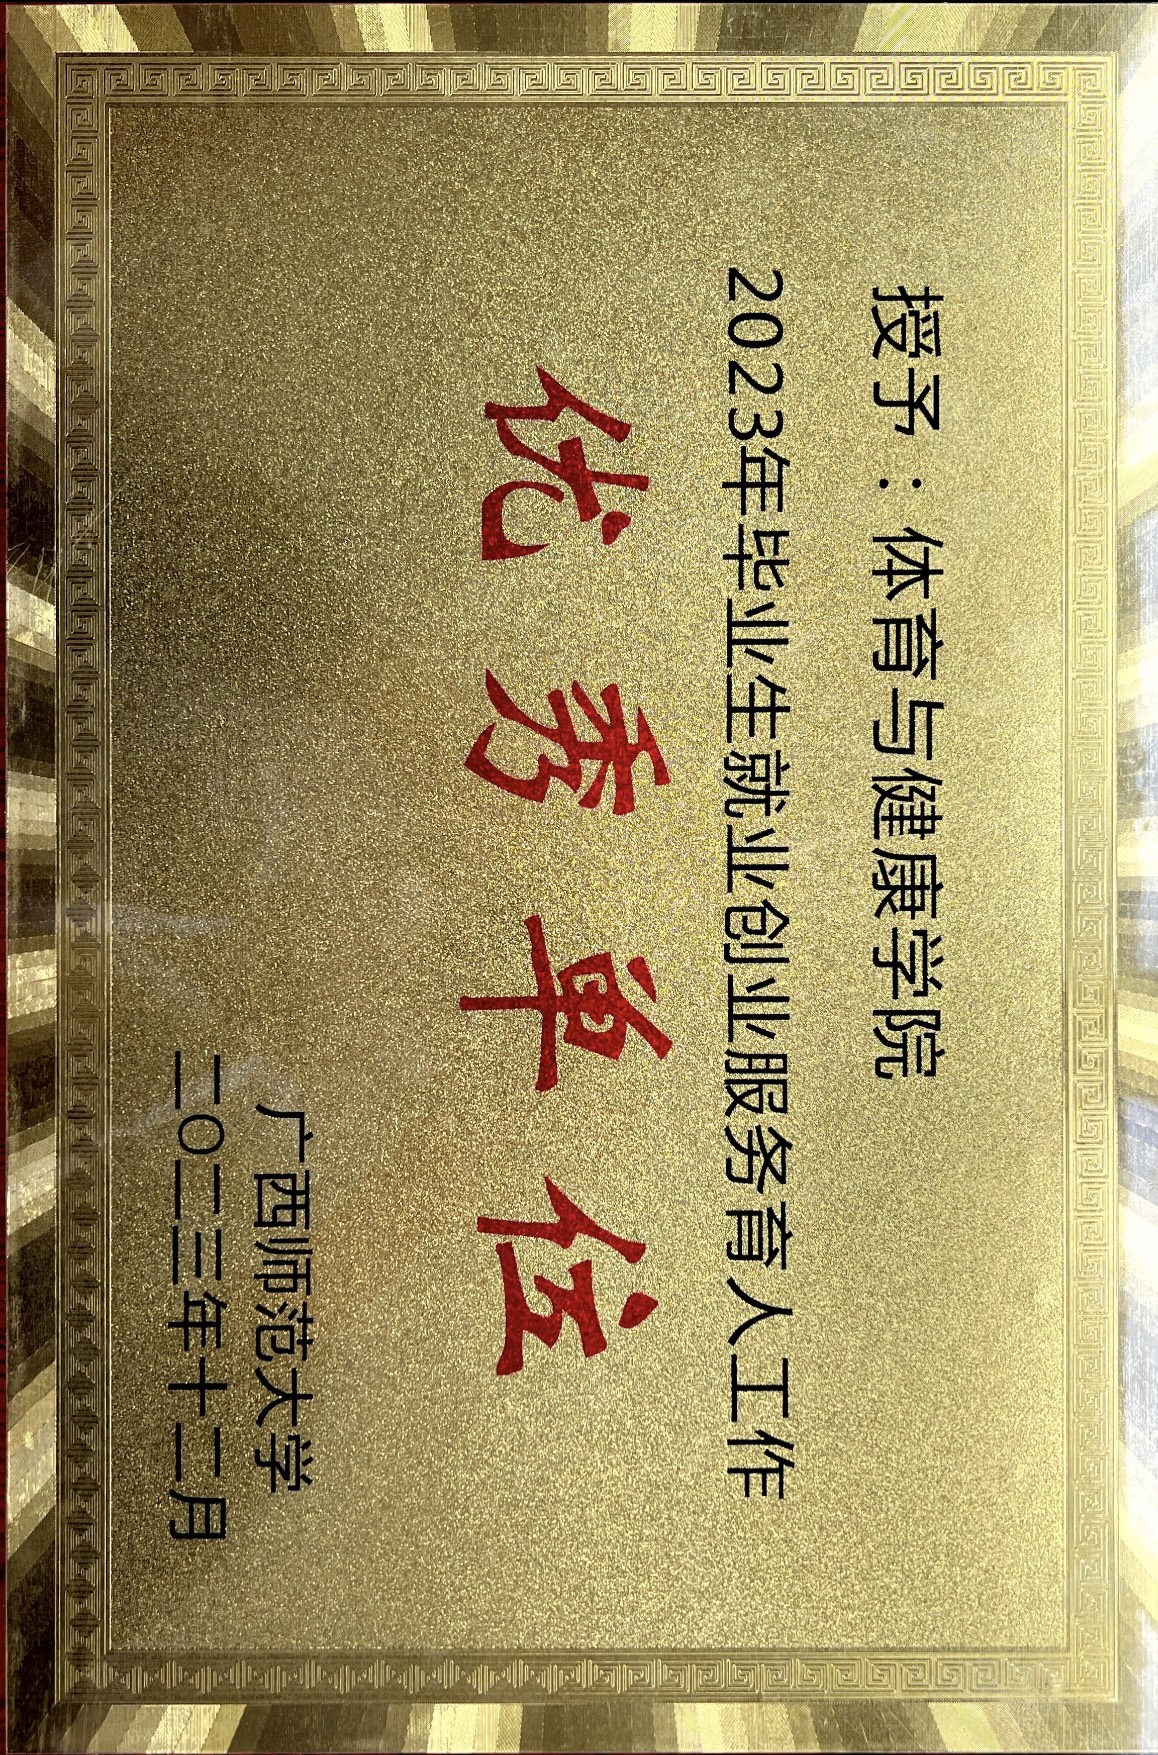 授予：体育与健康学院
2023年毕业生就业创业服务育人工作
优秀单位
广西师范大学
二〇二三年十二月